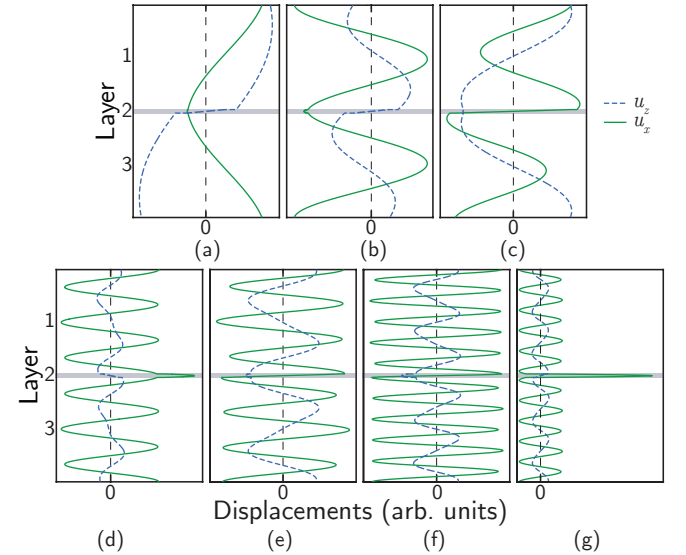 Layer
1
2
3
0
0
0
(a)
(b)
(c)
u_z
u_x
Layer
1
2
3
0
0
0
0
Displacements (arb. units)
(d)
(e)
(f)
(g)